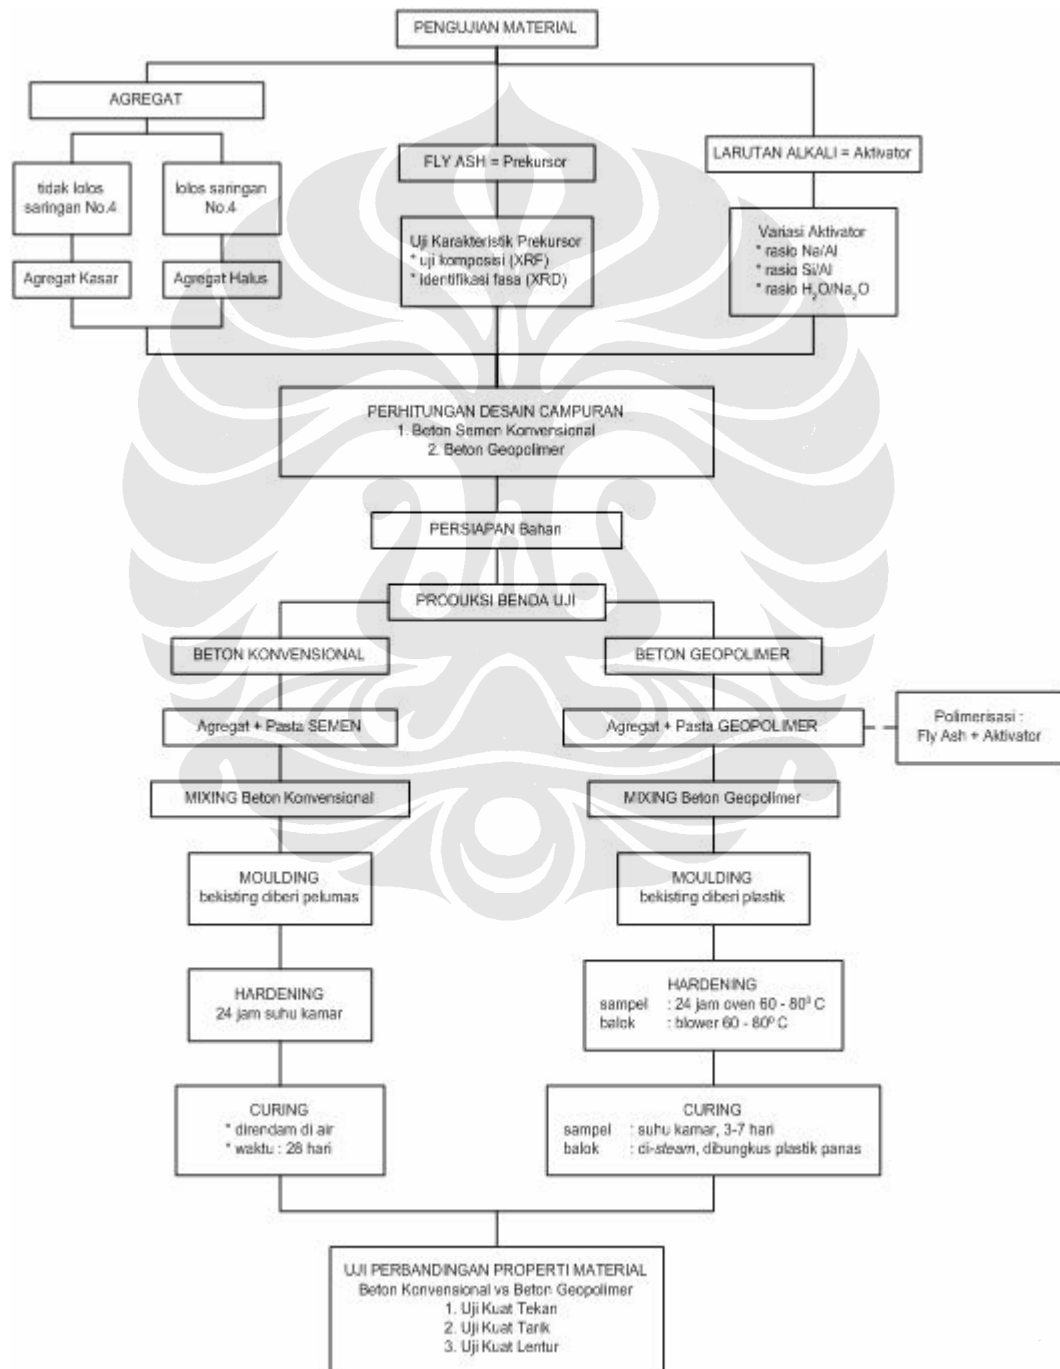 PENGUJIAN MATERIAL
AGREGAT
tidak lolos
saringan No.4
lolos saringan
No.4
Agregat Kasar
Agregat Halus
FLY ASH = Prekursor
Uji Karakteristik Prekursor
* uji komposisi (XRF)
* identifikasi fasa (XRD)
LARUTAN ALKALI = Aktivator
Variasi Aktivator
* rasio Na/Al
* rasio Si/Al
* rasio H₂O/Na₂O
PERHITUNGAN DESAIN CAMPURAN
1. Beton Semen Konvensional
2. Beton Geopolimer
PERSIAPAN Bahan
PRODUKSI BENDA UJI
BETON KONVENSIONAL
Agregat + Pasta SEMEN
MIXING Beton Konvensional
MOULDING
bekisting diberi pelumas
HARDENING
24 jam suhu kamar
CURING
* direndam di air
* waktu : 28 hari
BETON GEOPOLIMER
Agregat + Pasta GEOPOLIMER
Polimerisasi :
Fly Ash + Aktivator
MIXING Beton Geopolimer
MOULDING
bekisting diberi plastik
HARDENING
sampel : 24 jam oven 60 - 80⁰ C
balok : blower 60 - 80⁰ C
CURING
sampel : suhu kamar, 3-7 hari
balok : di-steam, dibungkus plastik panas
UJI PERBANDINGAN PROPERTI MATERIAL
Beton Konvensional vs Beton Geopolimer
1. Uji Kuat Tekan
2. Uji Kuat Tarik
3. Uji Kuat Lentur